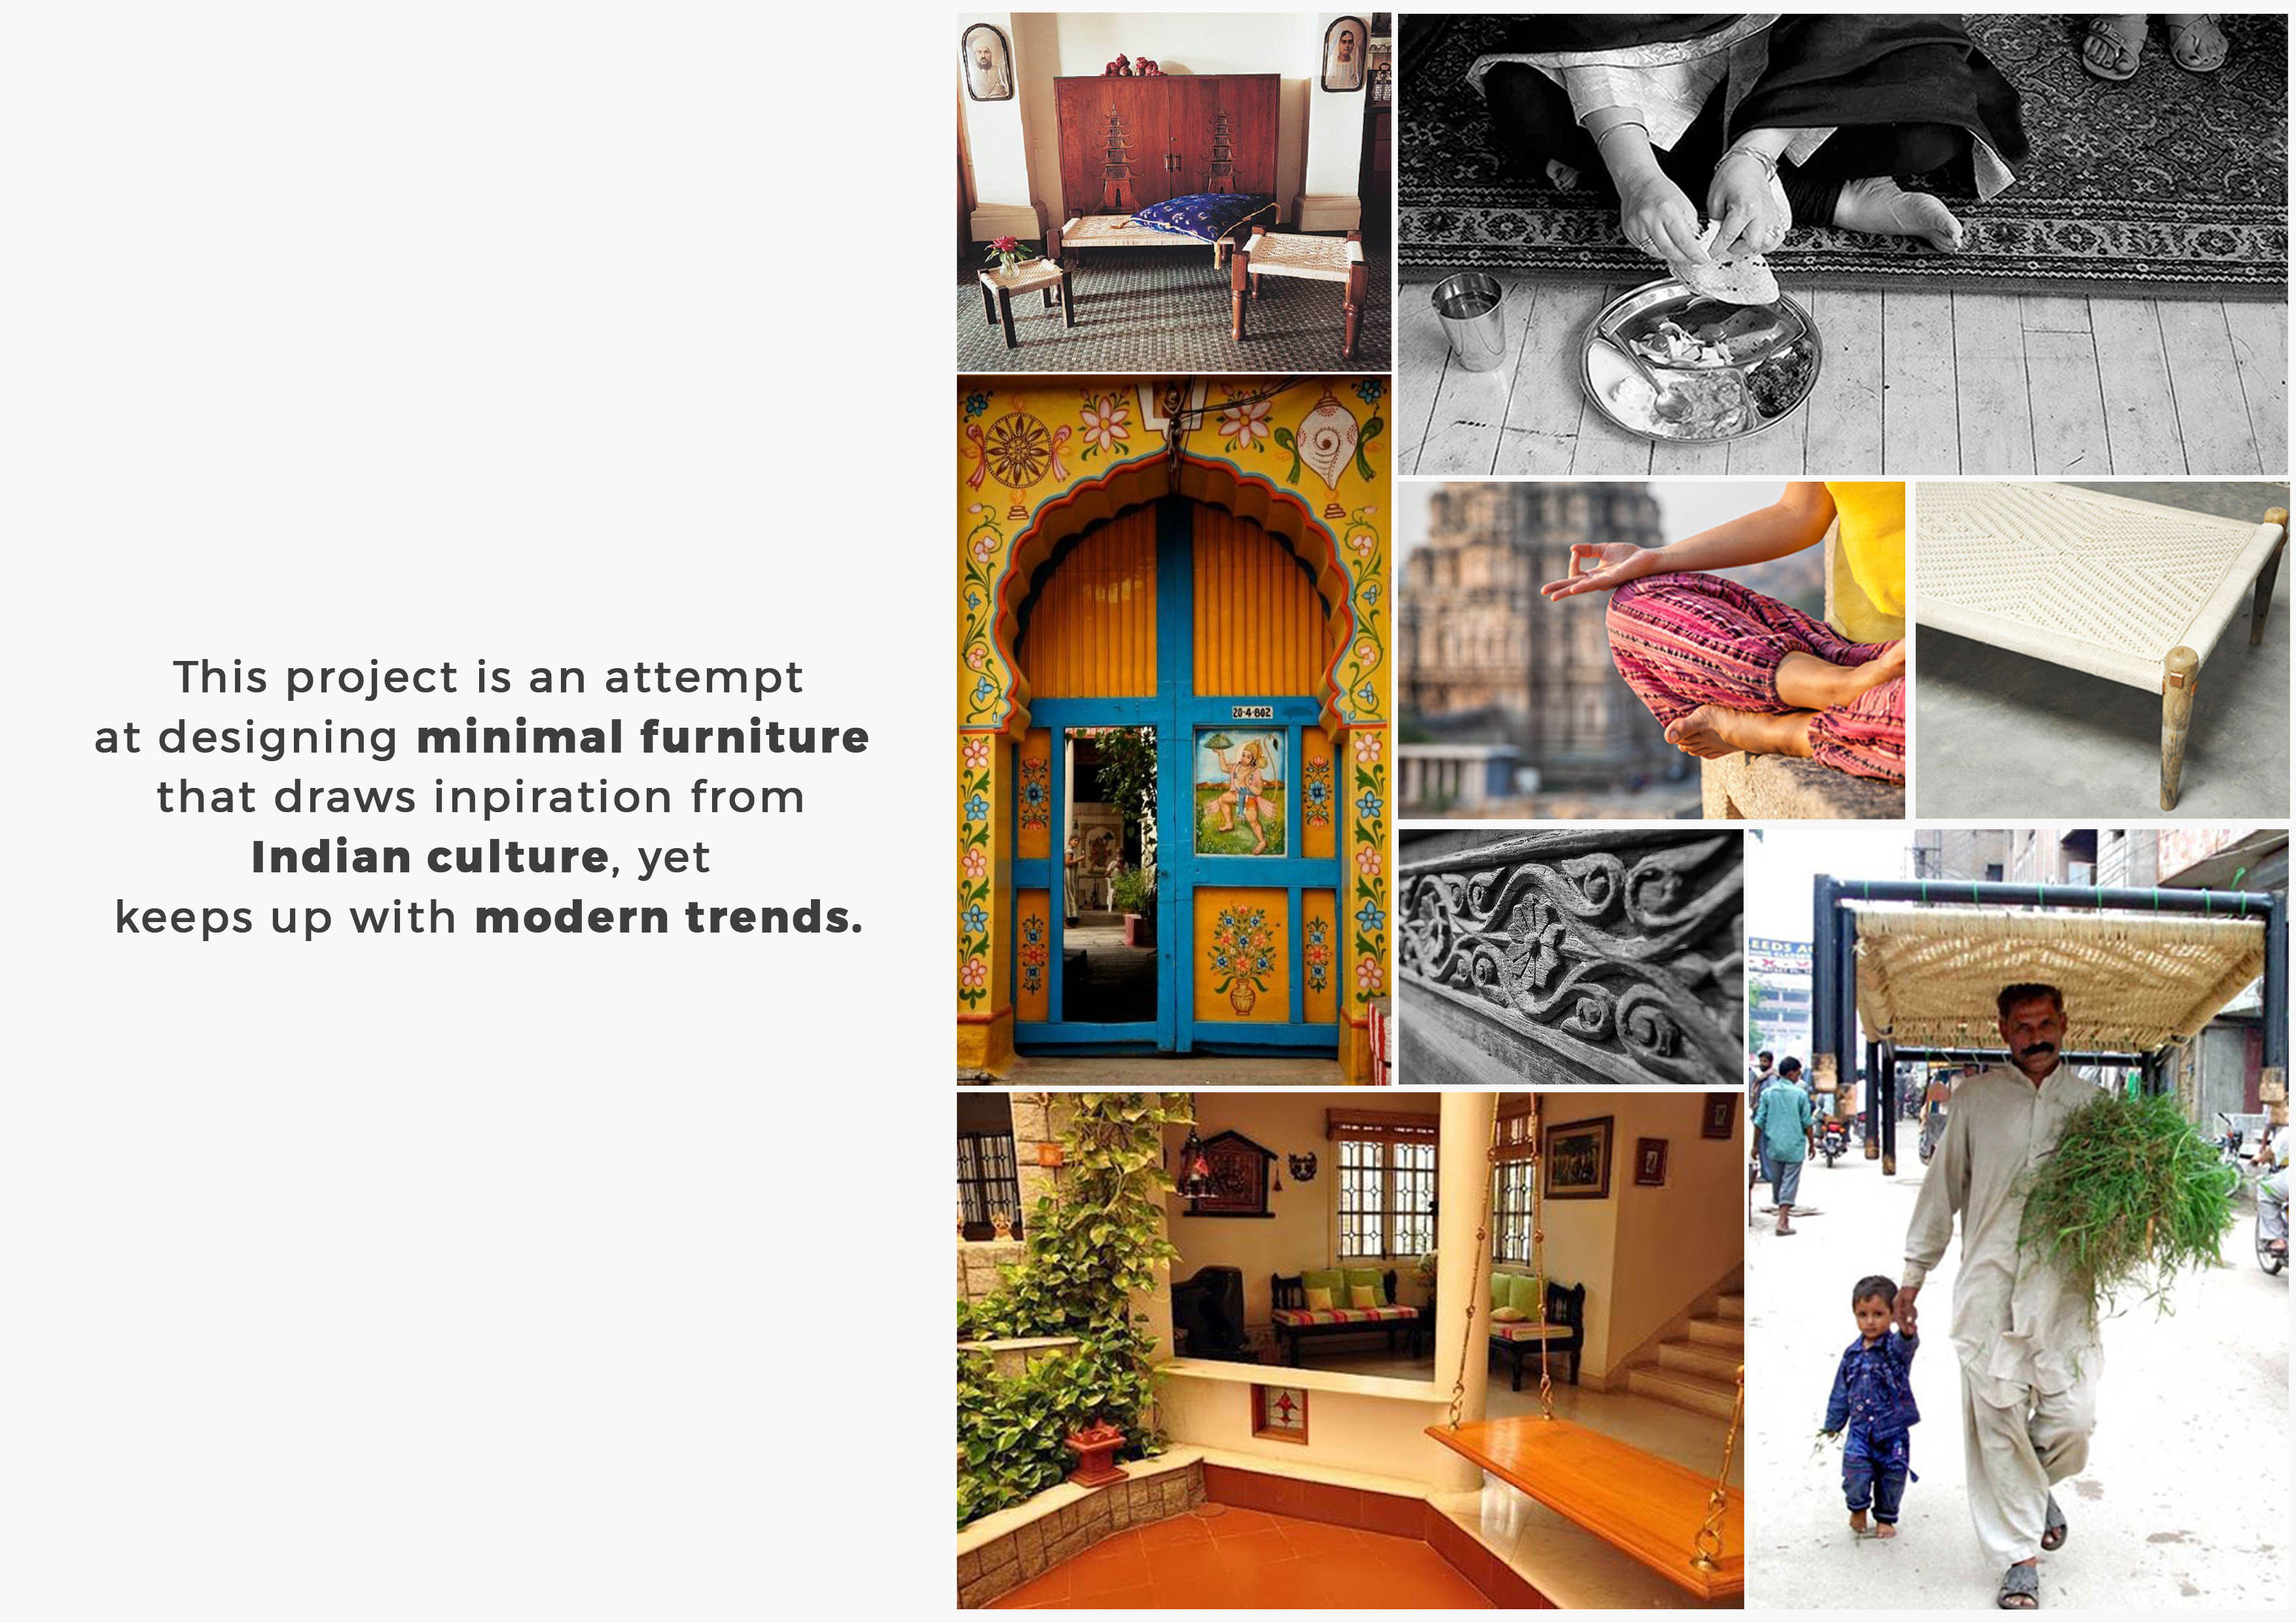 This project is an attempt
at designing minimal furniture
that draws inpiration from
Indian culture, yet
keeps up with modern trends.
20-4-802
EEDS